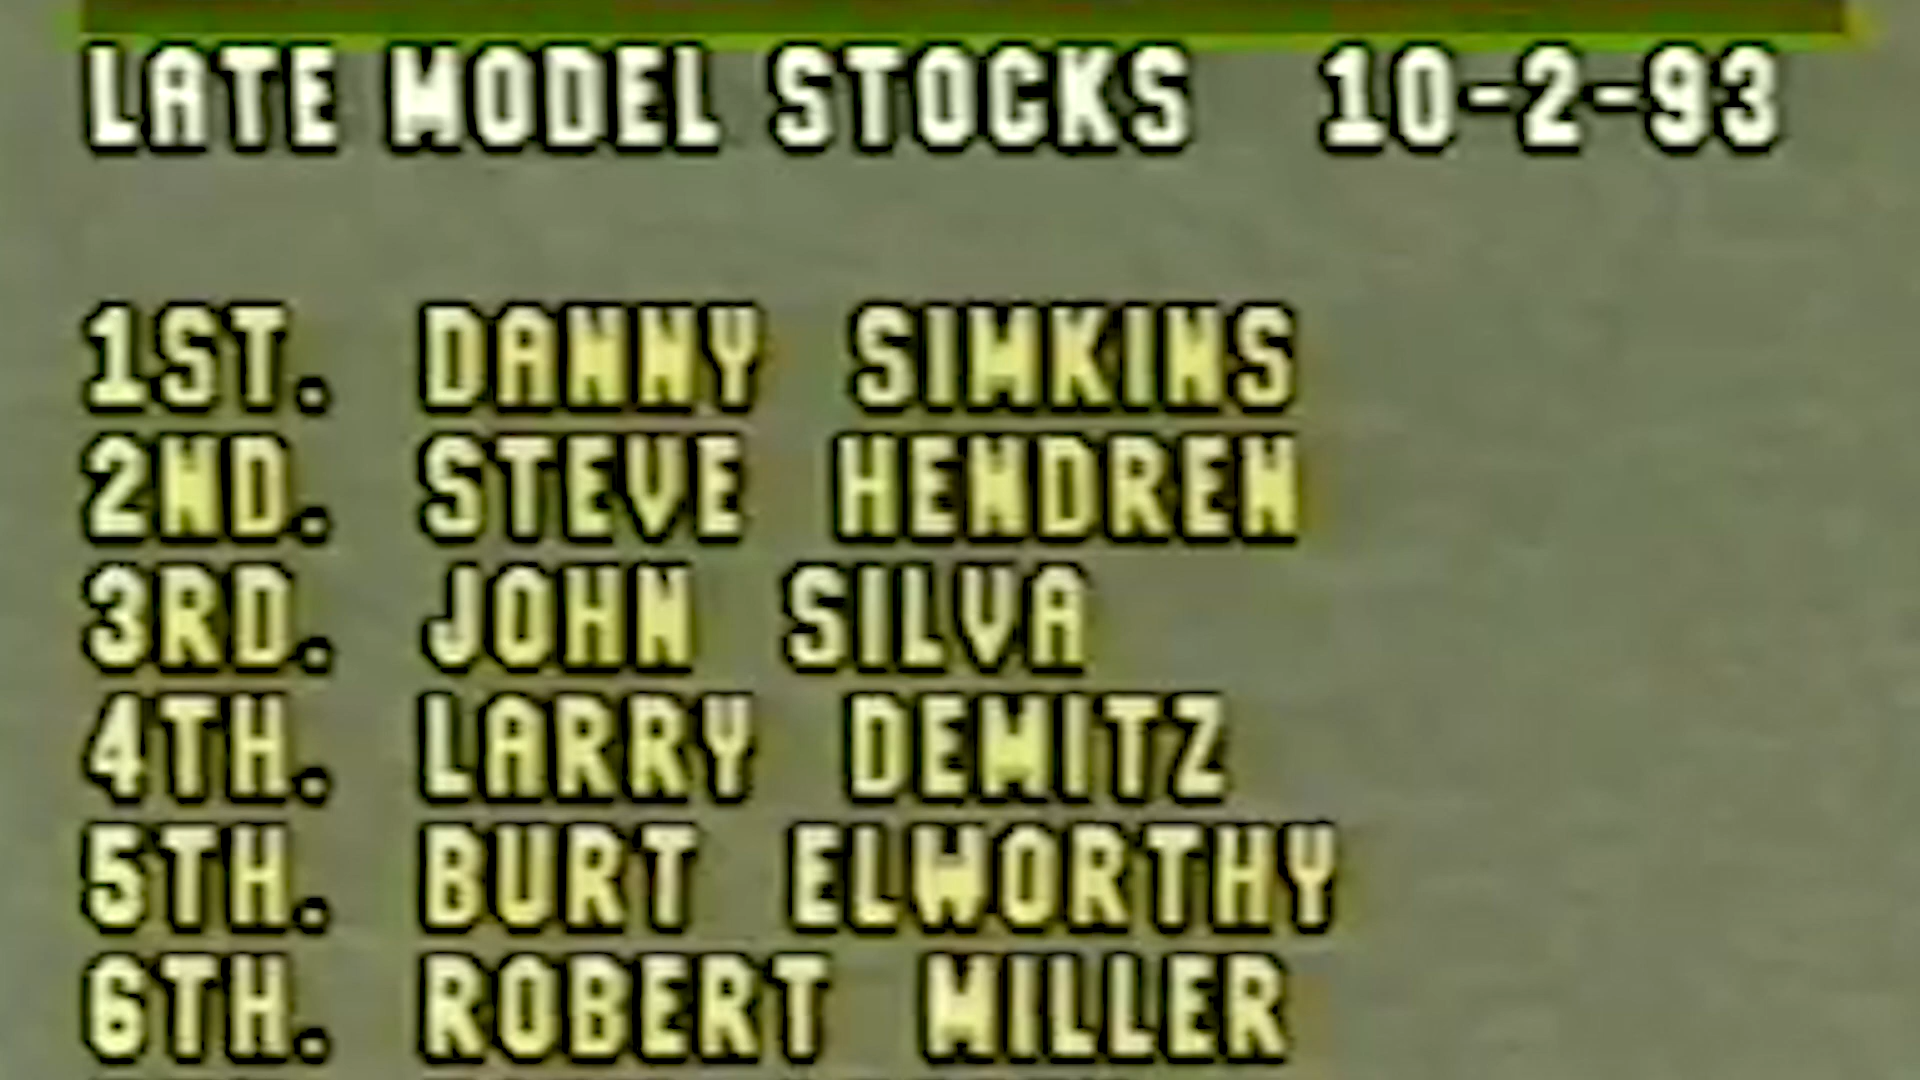 LATE MODEL STOCKS 10-2-93
1ST. DANNY SIMKINS
2ND. STEVE HENDREN
3RD. JOHN SILVA
4TH. LARRY DEMITZ
5TH. BURT ELWORTHY
6TH. ROBERT MILLER